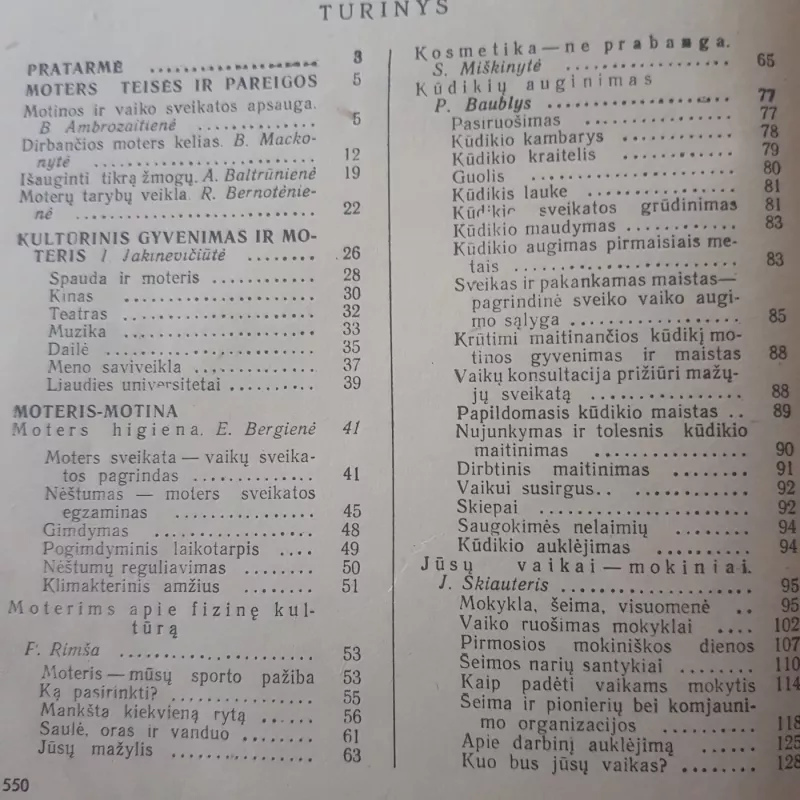 TURINYS
PRATARMĖ .................... 3
MOTERS TEISĖS IR PAREIGOS 5
Motinos ir vaiko sveikatos apsauga.
B Ambrozaitienė .............. 5
Dirbančios moters kelias. B. Macko-
nytė .......................... 12
Išauginti tikrą žmogų. A. Baltrūnienė 19
Moterų tarybų veikla. R. Bernotėnie-
nė .......................... 22
KULTŪRINIS GYVENIMAS IR MO-
TERIS I Jakinevičiūtė ........ 26
Spauda ir moteris ............ 28
Kinas ...................... 30
Teatras .................... 32
Muzika .................... 33
Dailė ...................... 35
Meno saviveikla ............ 37
Liaudies universitetai .......... 39
MOTERIS-MOTINA
Moters higiena. E. Bergienė 41
Moters sveikata — vaikų sveika-
tos pagrindas .............. 41
Nėštumas — moters sveikatos
egzaminas ................ 45
Gimdymas .................. 48
Pogimdyminis laikotarpis .... 49
Nėštumų reguliavimas ........ 50
Klimakterinis amžius ........ 51
Moterims apie fizinę kul-
tūrą
F. Rimša .................... 53
Moteris — mūsų sporto pažiba 53
Ką pasirinkti? ................ 55
Mankšta kiekvieną rytą ...... 56
Saulė, oras ir vanduo ........ 61
Jūsų mažylis ................ 63
550
Kosmetika — ne prabanga.
S. Miškinytė .................. 65
Kūdikių auginimas
P. Baublys .................... 77
Pasiruošimas ................ 77
Kūdikio kambarys ............ 78
Kūdikio kraitelis ............ 79
Guolis ...................... 80
Kūdikis lauke ................ 81
Kūdikio sveikatos grūdinimas 81
Kūdikio maudymas ............ 83
Kūdikio augimas pirmaisiais me-
tais ...................... 83
Sveikas ir pakankamas maistas—
pagrindinė sveiko vaiko augi-
mo sąlyga .................. 85
Krūtimi maitinančios kūdikį mo-
tinos gyvenimas ir maistas 88
Vaikų konsultacija prižiūri mažų-
jų sveikatą ................ 88
Papildomasis kūdikio maistas .. 89
Nujunkymas ir tolesnis kūdikio
maitinimas ................ 90
Dirbtinis maitinimas ........ 91
Vaikui susirgus.. ............ 92
Skiepai .................... 92
Saugokimės nelaimių ........ 94
Kūdikio auklėjimas .......... 94
Jūsų vaikai — mokiniai.
J. Skiauteris .................. 95
Mokykla, šeima, visuomenė .. 95
Vaiko ruošimas mokyklai .... 102
Pirmosios mokiniškos dienos 107
Šeimos narių santykiai ........ 110
Kaip padėti vaikams mokytis 114
Šeima ir pionierių bei komjauni-
mo organizacijos .......... 118
Apie darbinį auklėjimą ...... 125
Kuo bus jūsų vaikas? ........ 128